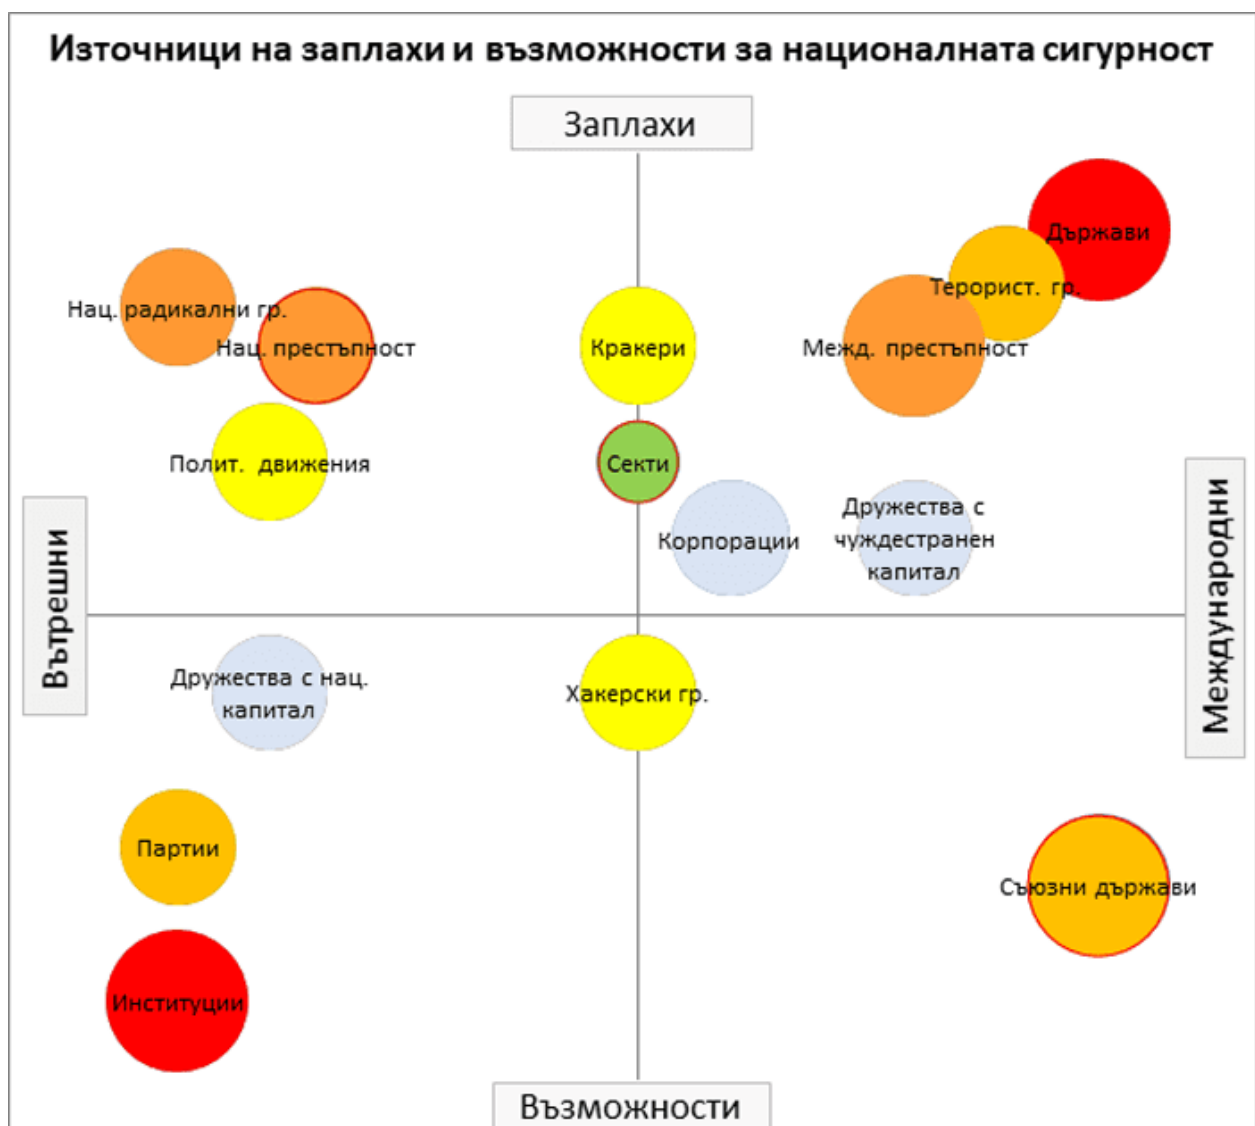 Източници на заплахи и възможности за националната сигурност
Заплахи
Държави
Терорист. гр.
Нац. радикални гр.
Нац. престъпност
Кракери
Межд. престъпност
Полит. движения
Секти
Корпорации
Дружества с
чуждестранен
капитал
Вътрешни
Международни
Дружества с нац.
капитал
Хакерски гр.
Партии
Съюзни държави
Институции
Възможности